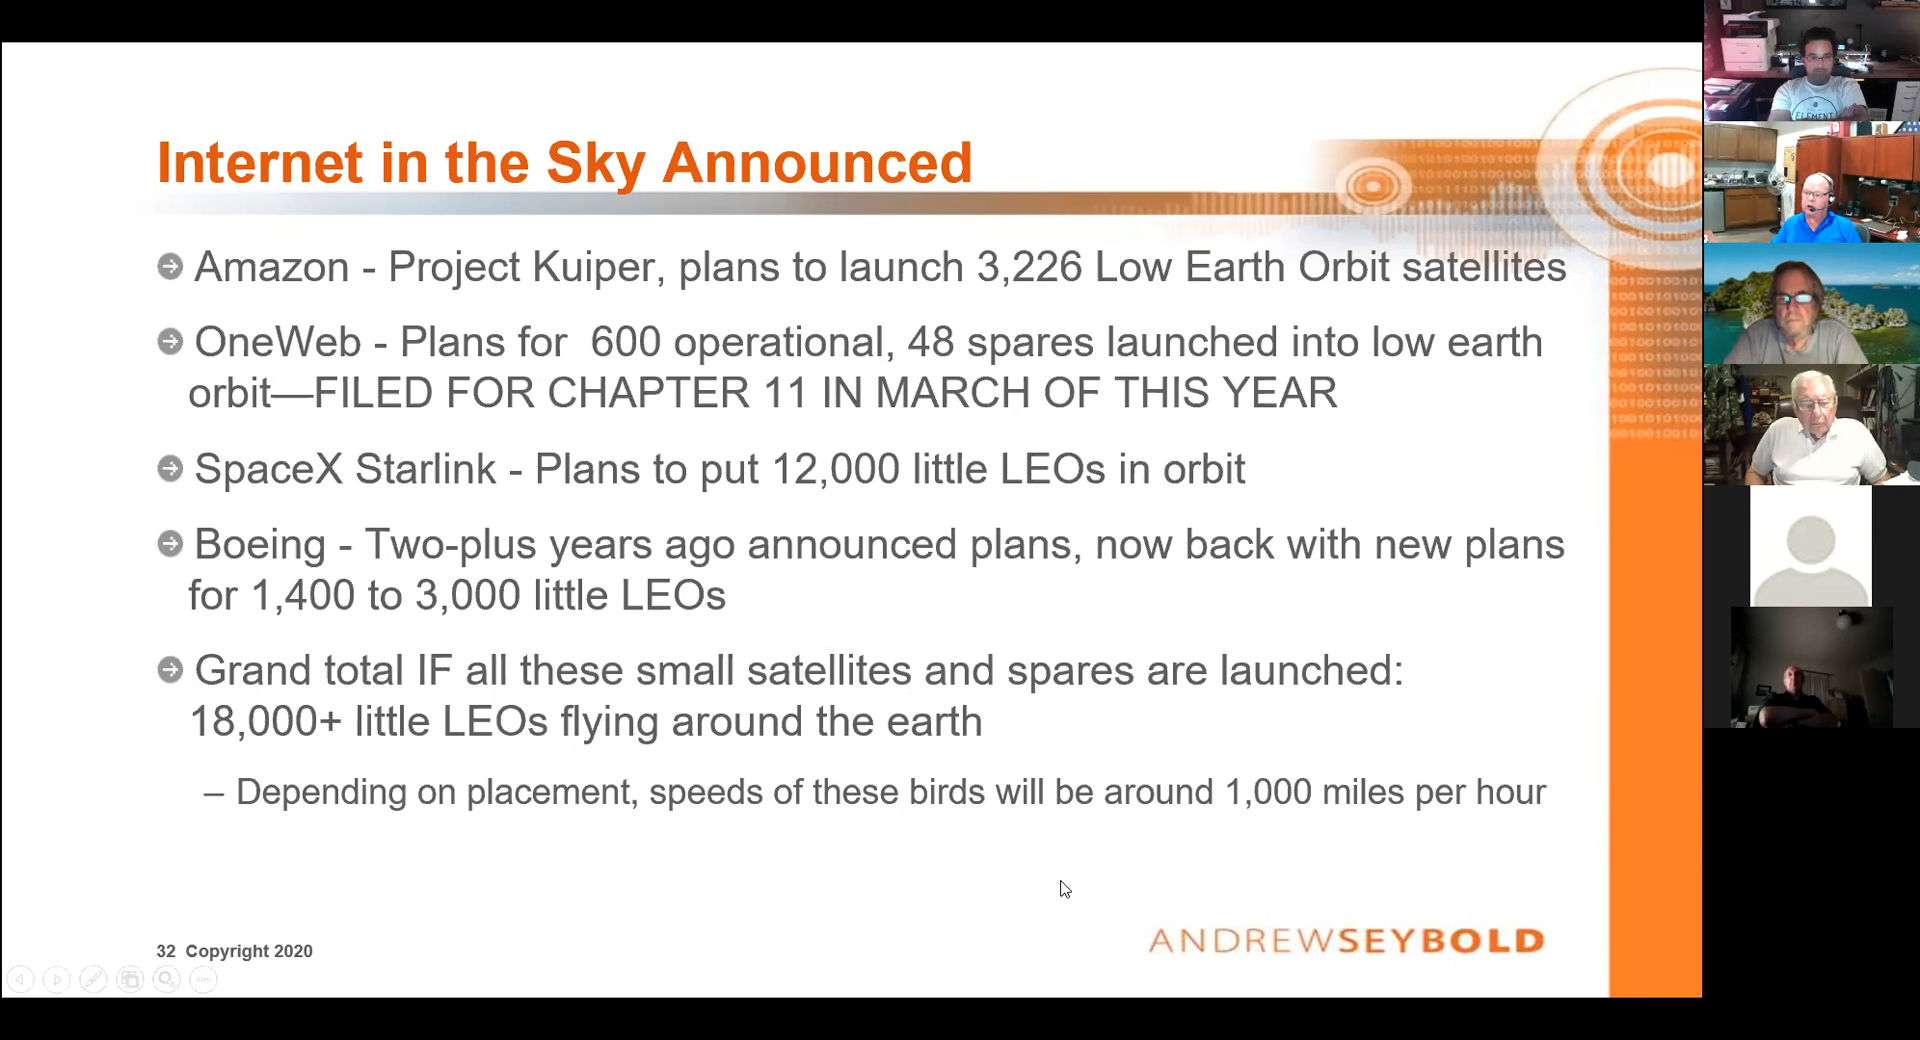 Internet in the Sky Announced
Amazon - Project Kuiper, plans to launch 3,226 Low Earth Orbit satellites
OneWeb - Plans for  600 operational, 48 spares launched into low earth
orbit—FILED FOR CHAPTER 11 IN MARCH OF THIS YEAR
SpaceX Starlink - Plans to put 12,000 little LEOs in orbit
Boeing - Two-plus years ago announced plans, now back with new plans
for 1,400 to 3,000 little LEOs
Grand total IF all these small satellites and spares are launched:
18,000+ little LEOs flying around the earth
– Depending on placement, speeds of these birds will be around 1,000 miles per hour
32 Copyright 2020
ANDREWSEYBOLD
ELEMENT